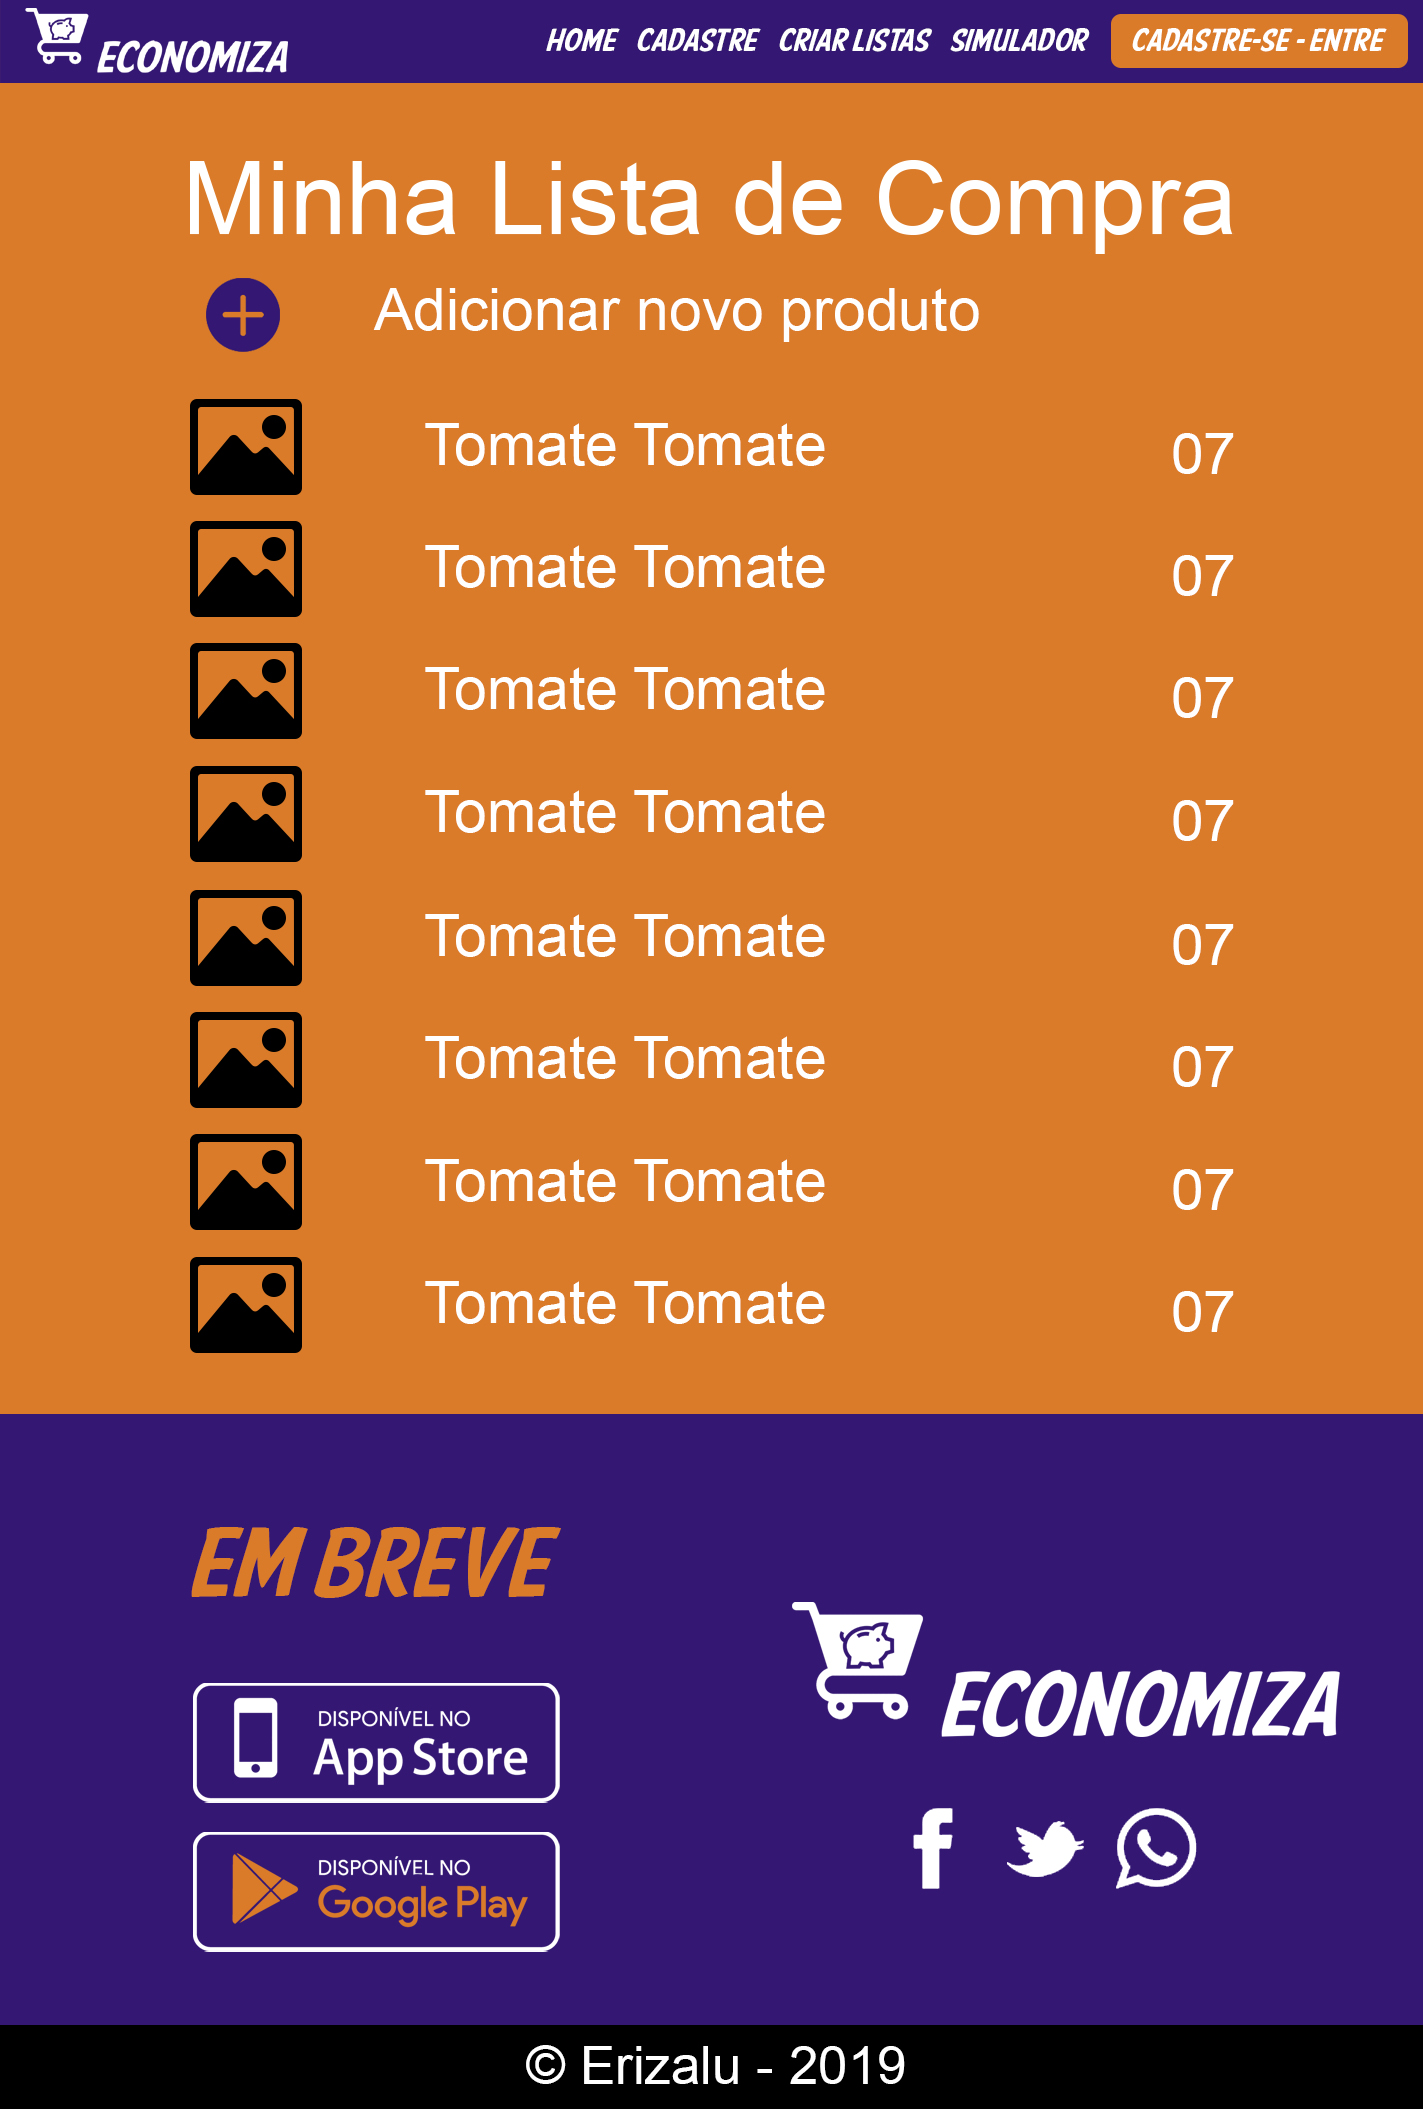 ECONOMIZA
HOME CADASTRE CRIAR LISTAS SIMULADOR CADASTRE-SE - ENTRE
Minha Lista de Compra
Adicionar novo produto
Tomate Tomate 07
Tomate Tomate 07
Tomate Tomate 07
Tomate Tomate 07
Tomate Tomate 07
Tomate Tomate 07
Tomate Tomate 07
Tomate Tomate 07
EM BREVE
DISPONÍVEL NO
App Store
DISPONÍVEL NO
Google Play
ECONOMIZA
© Erizalu - 2019